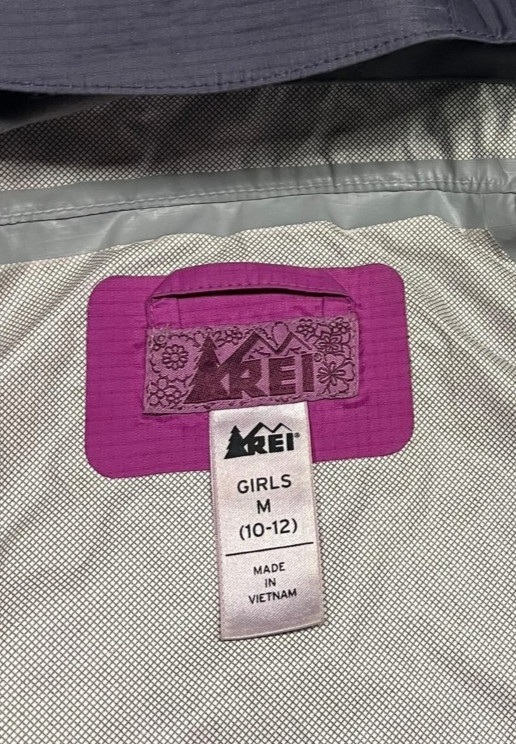 REI
REI®
GIRLS
M
(10-12)
MADE
IN
VIETNAM